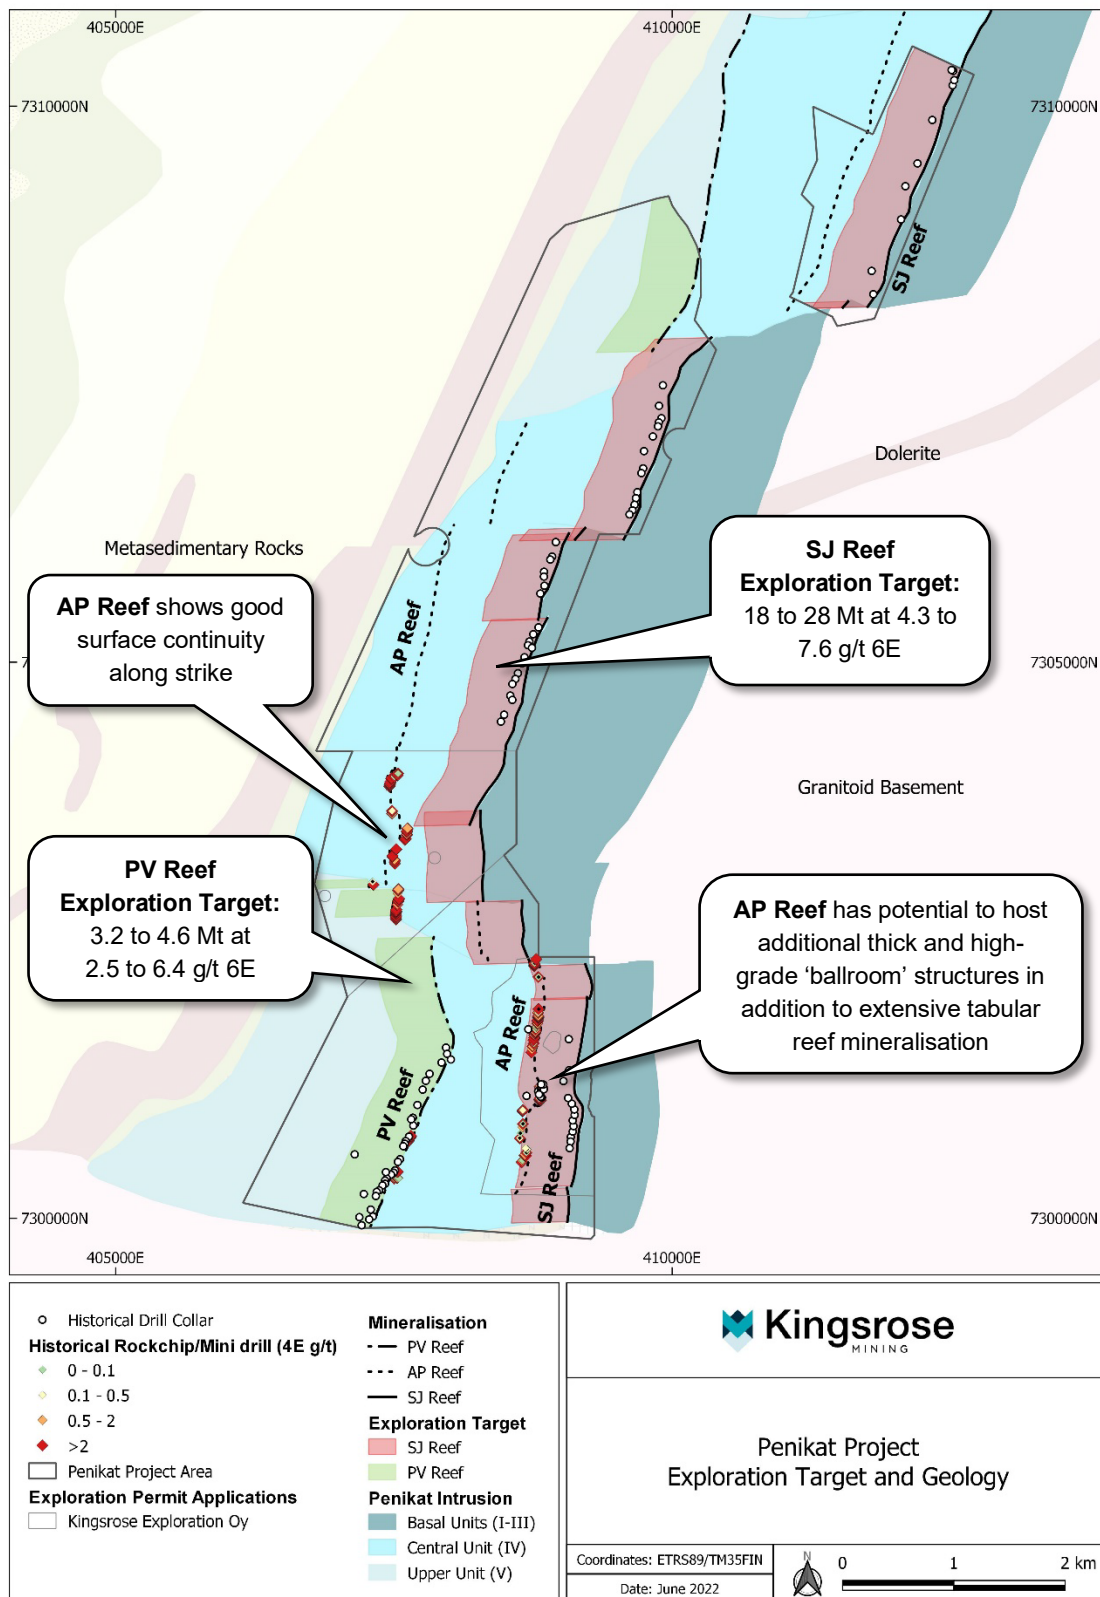 405000E
410000E
7310000N
7310000N
SJ Reef
Dolerite
Metasedimentary Rocks
SJ Reef
Exploration Target:
18 to 28 Mt at 4.3 to
7.6 g/t 6E
AP Reef shows good
surface continuity
along strike
AP Reef
7305000N
Granitoid Basement
PV Reef
Exploration Target:
3.2 to 4.6 Mt at
2.5 to 6.4 g/t 6E
AP Reef has potential to host
additional thick and high-
grade ‘ballroom’ structures in
addition to extensive tabular
reef mineralisation
AP Reef
PV Reef
SJ Reef
7300000N
7300000N
405000E
410000E
Historical Drill Collar
Historical Rockchip/Mini drill (4E g/t)
0 - 0.1
0.1 - 0.5
0.5 - 2
>2
Penikat Project Area
Exploration Permit Applications
Kingsrose Exploration Oy
Mineralisation
PV Reef
AP Reef
SJ Reef
Exploration Target
SJ Reef
PV Reef
Penikat Intrusion
Basal Units (I-III)
Central Unit (IV)
Upper Unit (V)
Kingsrose
MINING
Penikat Project
Exploration Target and Geology
Coordinates: ETRS89/TM35FIN
Date: June 2022
N
0 1 2 km